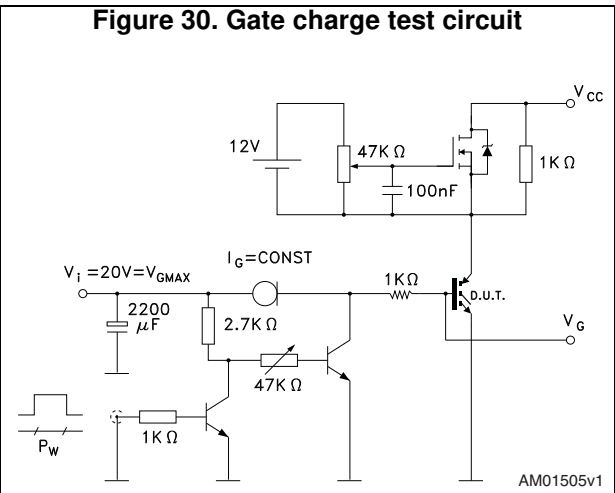 Figure 30. Gate charge test circuit
V CC
12V
47K Ω
1K Ω
100nF
I G =CONST
V i =20V=V GMAX
1K Ω
D.U.T.
2200
μF
2.7K Ω
V G
47K Ω
1K Ω
P W
AM01505v1